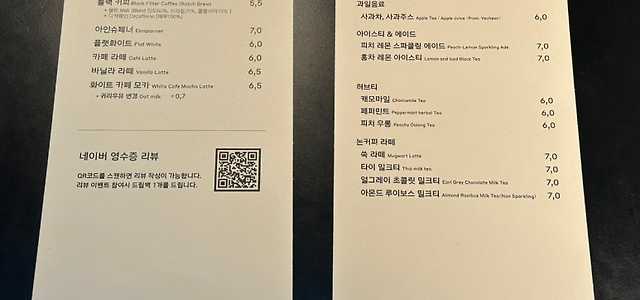 블랙 커피 Black Filter Coffee (Batch Brew) 5,5
아인슈페너 Einspanner 7,0
플랫화이트 Flat White 6,0
카페 라떼 Café Latte 6,0
바닐라 라떼 Vanilla Latte 6,5
화이트 카페 모카 White Cafe Mocha Latte 6,5
+ 귀리우유 변경 Oat milk +0,7
네이버 영수증 리뷰
QR코드를 스캔하면 리뷰 작성이 가능합니다.
리뷰 이벤트 참여시 드립백 1개를 드립니다.
과일음료
사과차, 사과주스 Apple Tea / Apple Juice (From. Yecheon) 6,0
아이스티 & 에이드
피치 레몬 스파클링 에이드 Peach-Lemon Sparkling Ade 7,0
홍차 레몬 아이스티 Lemon and Iced Black Tea 7,0
허브티
캐모마일 Chamomile Tea 6,0
페퍼민트 Peppermint herbal Tea 6,0
피치 우롱 Peachy Oolong Tea 6,0
논커피 라떼
쑥 라떼 Mugwort Latte 7,0
타이 밀크티 Thai milk tea 7,0
얼그레이 초콜릿 밀크티 Earl Grey Chocolate Milk Tea 7,0
아몬드 루이보스 밀크티 Almond Rooibos Milk Tea (Non Sparkling) 7,0